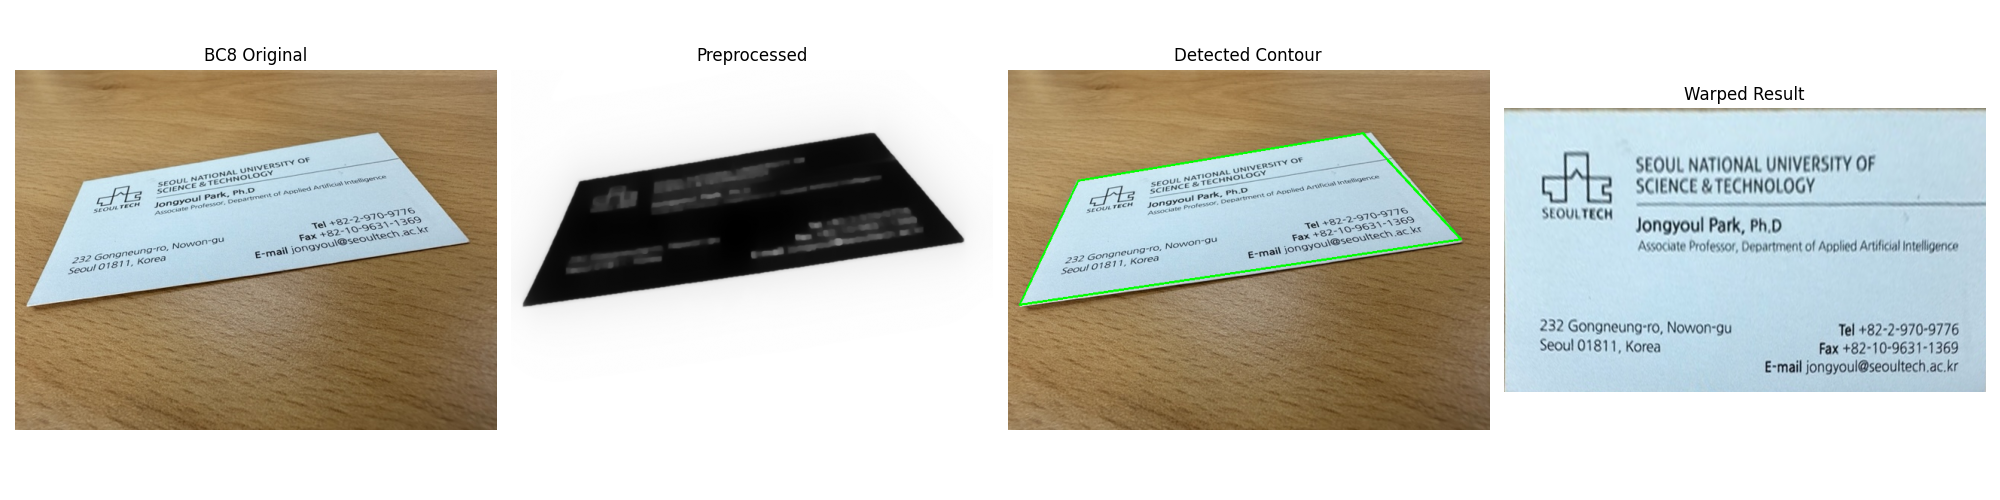 BC8 Original
SEOULTECH
SEOUL NATIONAL UNIVERSITY OF
SCIENCE & TECHNOLOGY
Jongyoul Park, Ph.D
Associate Professor, Department of Applied Artificial Intelligence
232 Gongneung-ro, Nowon-gu
Seoul 01811, Korea
Tel +82-2-970-9776
Fax +82-10-9631-1369
E-mail jongyoul@seoultech.ac.kr
Preprocessed
Detected Contour
SEOULTECH
SEOUL NATIONAL UNIVERSITY OF
SCIENCE & TECHNOLOGY
Jongyoul Park, Ph.D
Associate Professor, Department of Applied Artificial Intelligence
232 Gongneung-ro, Nowon-gu
Seoul 01811, Korea
Tel +82-2-970-9776
Fax +82-10-9631-1369
E-mail jongyoul@seoultech.ac.kr
Warped Result
SEOULTECH
SEOUL NATIONAL UNIVERSITY OF
SCIENCE & TECHNOLOGY
Jongyoul Park, Ph.D
Associate Professor, Department of Applied Artificial Intelligence
232 Gongneung-ro, Nowon-gu
Seoul 01811, Korea
Tel +82-2-970-9776
Fax +82-10-9631-1369
E-mail jongyoul@seoultech.ac.kr